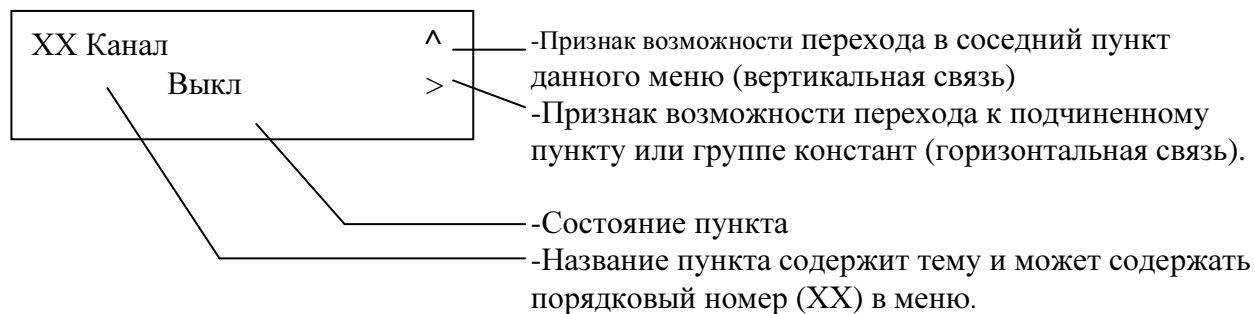 XX Канал ^
Выкл >
-Признак возможности перехода в соседний пункт
данного меню (вертикальная связь)
-Признак возможности перехода к подчиненному
пункту или группе констант (горизонтальная связь).
-Состояние пункта
-Название пункта содержит тему и может содержать
порядковый номер (XX) в меню.